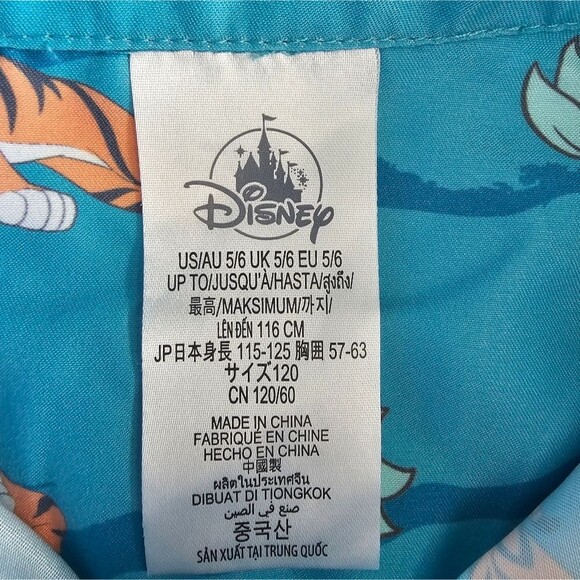 Disney
US/AU 5/6 UK 5/6 EU 5/6
UP TO/JUSQU'À/HASTA/สูงถึง/
最高/MAKSIMUM/까지/
LÊN ĐẾN 116 CM
JP日本身長 115-125 胸囲 57-63
サイズ120
CN 120/60
MADE IN CHINA
FABRIQUÉ EN CHINE
HECHO EN CHINA
中國製
ผลิตในประเทศจีน
DIBUAT DI TIONGKOK
صنع في الصين
중국산
SẢN XUẤT TẠI TRUNG QUỐC